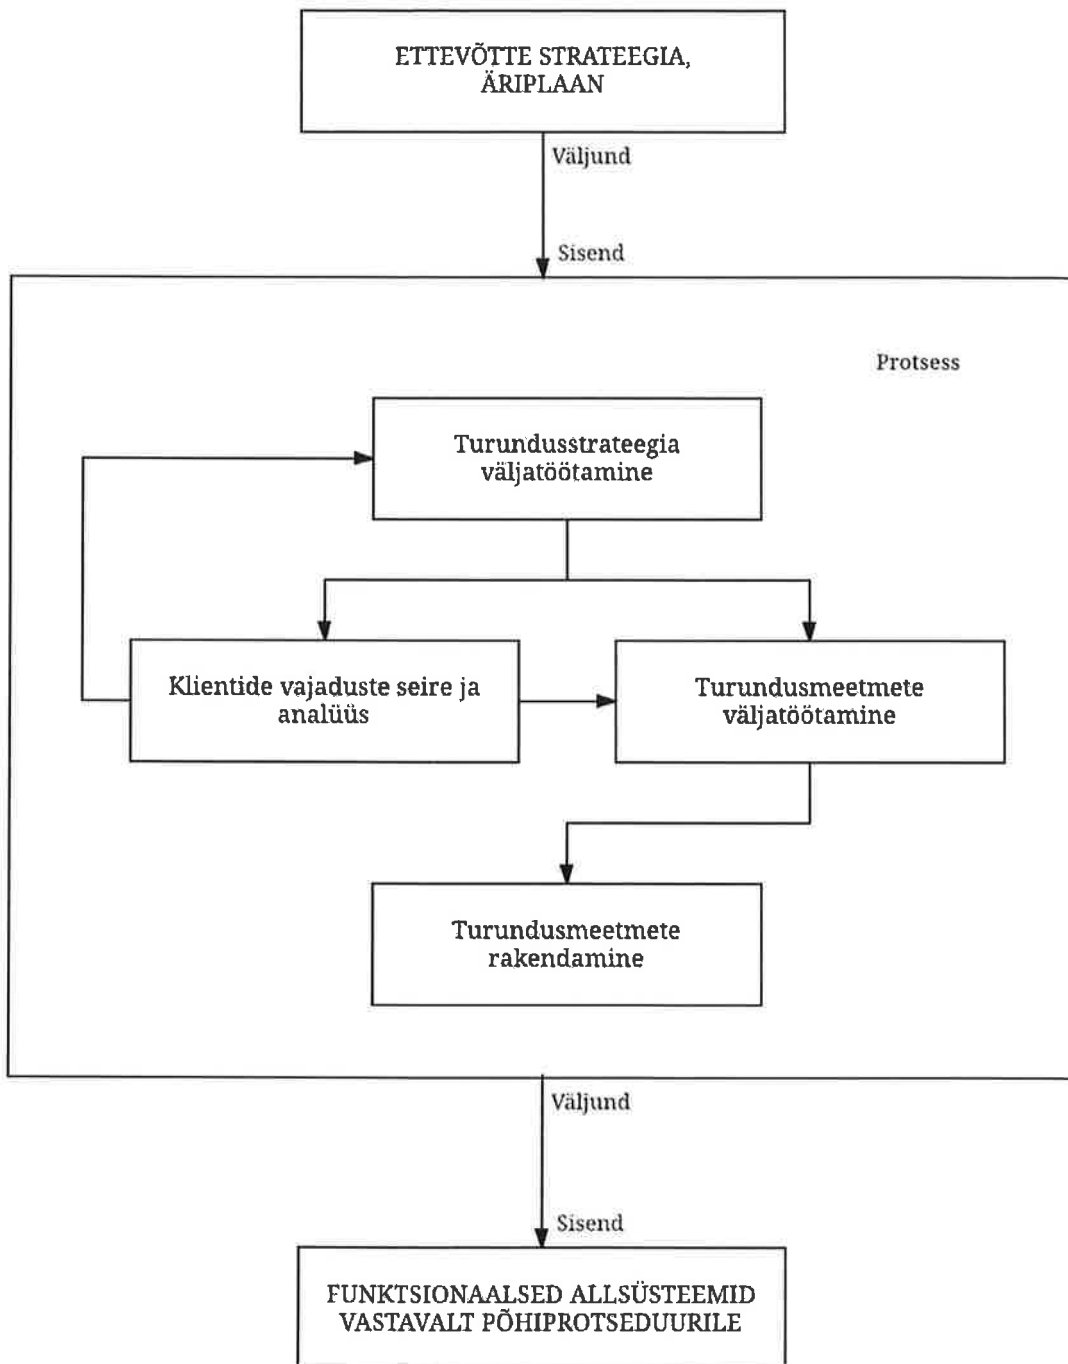 ETTEVÕTTE STRATEEGIA,
ÄRIPLAAN
Väljund
Sisend
Protsess
Turundusstrateegia
väljatöötamine
Klientide vajaduste seire ja
analüüs
Turundusmeetmete
väljatöötamine
Turundusmeetmete
rakendamine
Väljund
Sisend
FUNKTSIONAALSED ALLSÜSTEEMID
VASTAVALT PÕHIPROTSEDUURILE